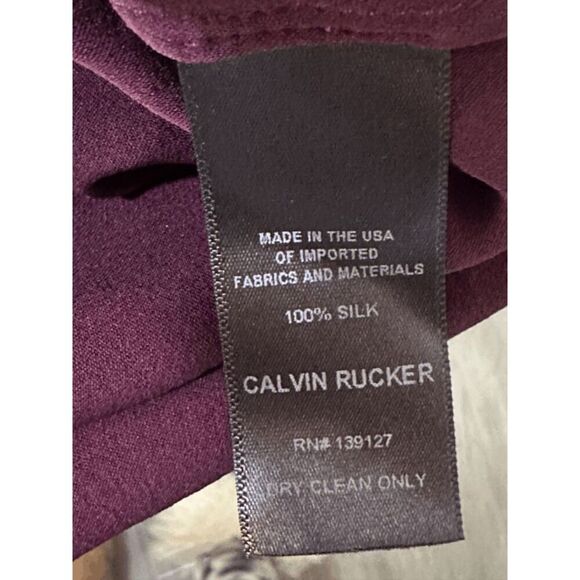 MADE IN THE USA
OF IMPORTED
FABRICS AND MATERIALS
100% SILK
CALVIN RUCKER
RN# 139127
DRY CLEAN ONLY